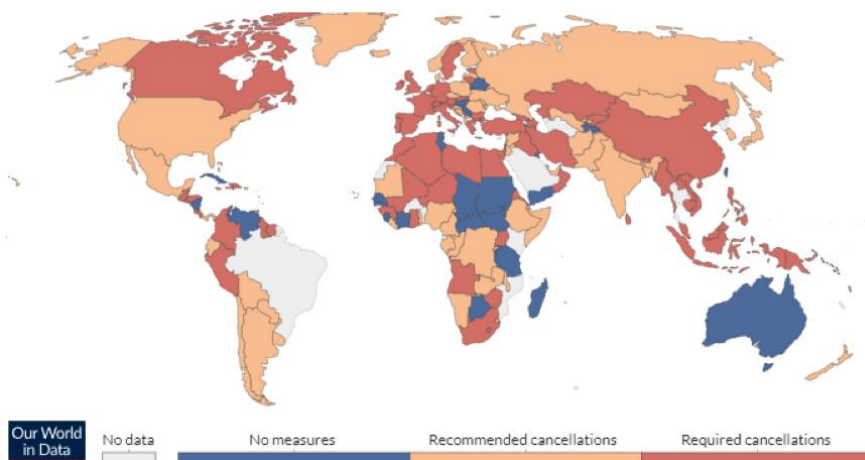 Our World
in Data
No data
No measures
Recommended cancellations
Required cancellations